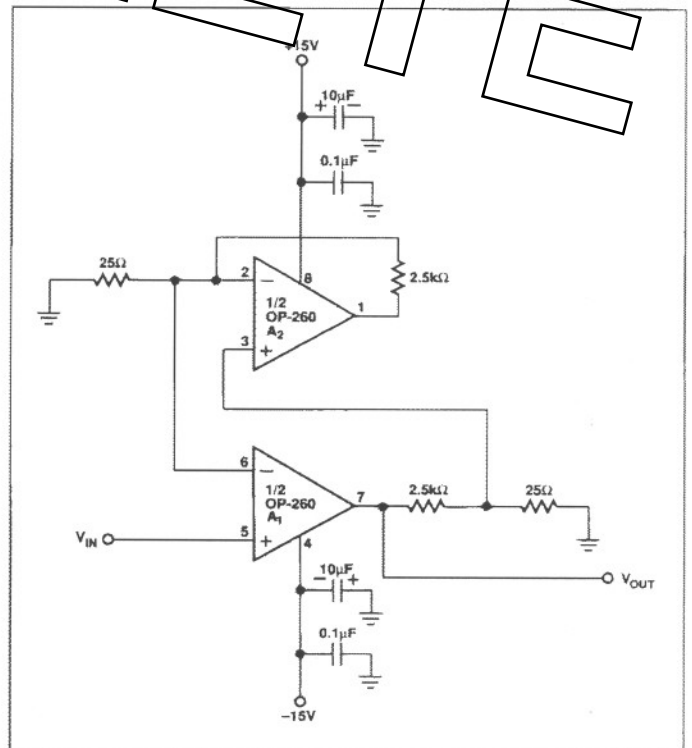 +15V
+ 10µF −
0.1µF
25Ω
2
−
8
2.5kΩ
1/2
OP-260
A2
1
3
+
6
−
1/2
OP-260
A1
7
2.5kΩ
25Ω
VIN
5
+
4
VOUT
− 10µF +
0.1µF
−15V